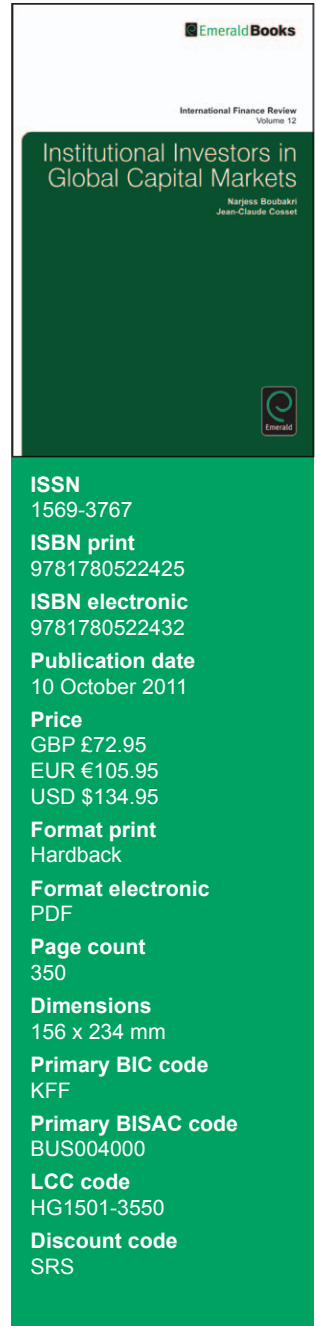 Emerald Books
International Finance Review
Volume 12
Institutional Investors in
Global Capital Markets
Narjess Boubakri
Jean-Claude Cosset
Emerald
ISSN
1569-3767
ISBN print
9781780522425
ISBN electronic
9781780522432
Publication date
10 October 2011
Price
GBP £72.95
EUR €105.95
USD $134.95
Format print
Hardback
Format electronic
PDF
Page count
350
Dimensions
156 x 234 mm
Primary BIC code
KFF
Primary BISAC code
BUS004000
LCC code
HG1501-3550
Discount code
SRS